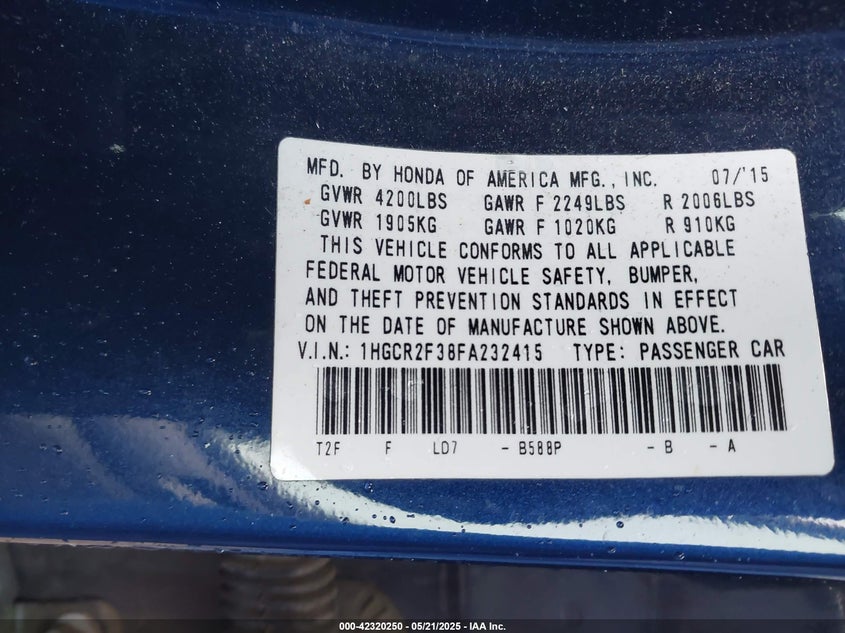 MFD. BY HONDA OF AMERICA MFG., INC. 07/'15
GVWR 4200LBS GAWR F 2249LBS R 2006LBS
GVWR 1905KG GAWR F 1020KG R 910KG
THIS VEHICLE CONFORMS TO ALL APPLICABLE
FEDERAL MOTOR VEHICLE SAFETY, BUMPER,
AND THEFT PREVENTION STANDARDS IN EFFECT
ON THE DATE OF MANUFACTURE SHOWN ABOVE.
V.I.N.: 1HGCR2F38FA232415 TYPE: PASSENGER CAR
T2F F LD7 - B588P - B - A
000-42320250 - 05/21/2025 - IAA Inc.